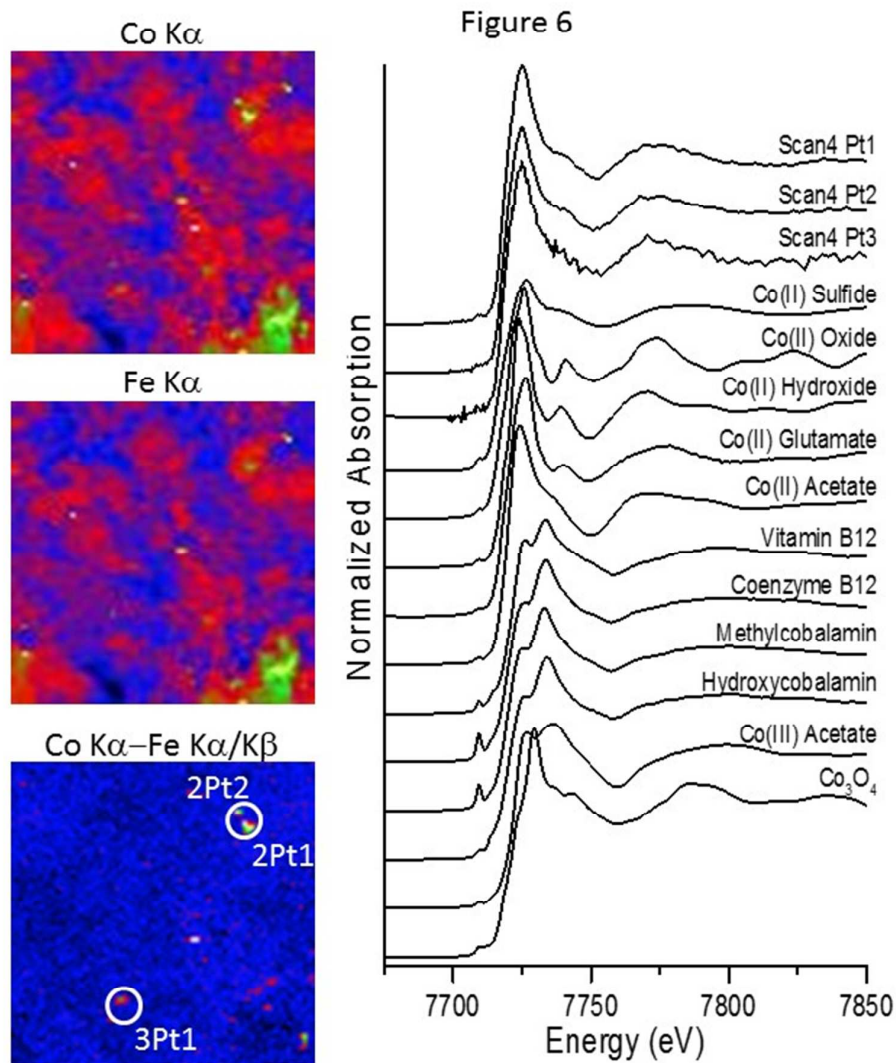 Figure 6
Co Kα
Fe Kα
Co Kα–Fe Kα/Kβ
2Pt2
2Pt1
3Pt1
Normalized Absorption
Scan4 Pt1
Scan4 Pt2
Scan4 Pt3
Co(II) Sulfide
Co(II) Oxide
Co(II) Hydroxide
Co(II) Glutamate
Co(II) Acetate
Vitamin B12
Coenzyme B12
Methylcobalamin
Hydroxycobalamin
Co(III) Acetate
Co₃O₄
7700 7750 7800 7850
Energy (eV)